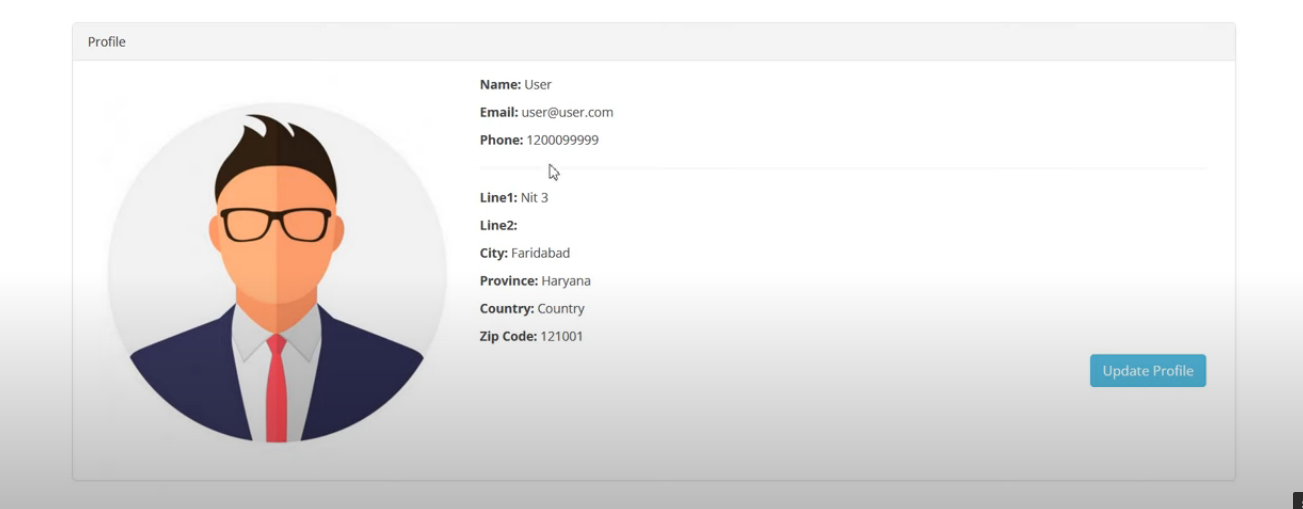 Profile
Name: User
Email: user@user.com
Phone: 1200099999
Line1: Nit 3
Line2:
City: Faridabad
Province: Haryana
Country: Country
Zip Code: 121001
Update Profile